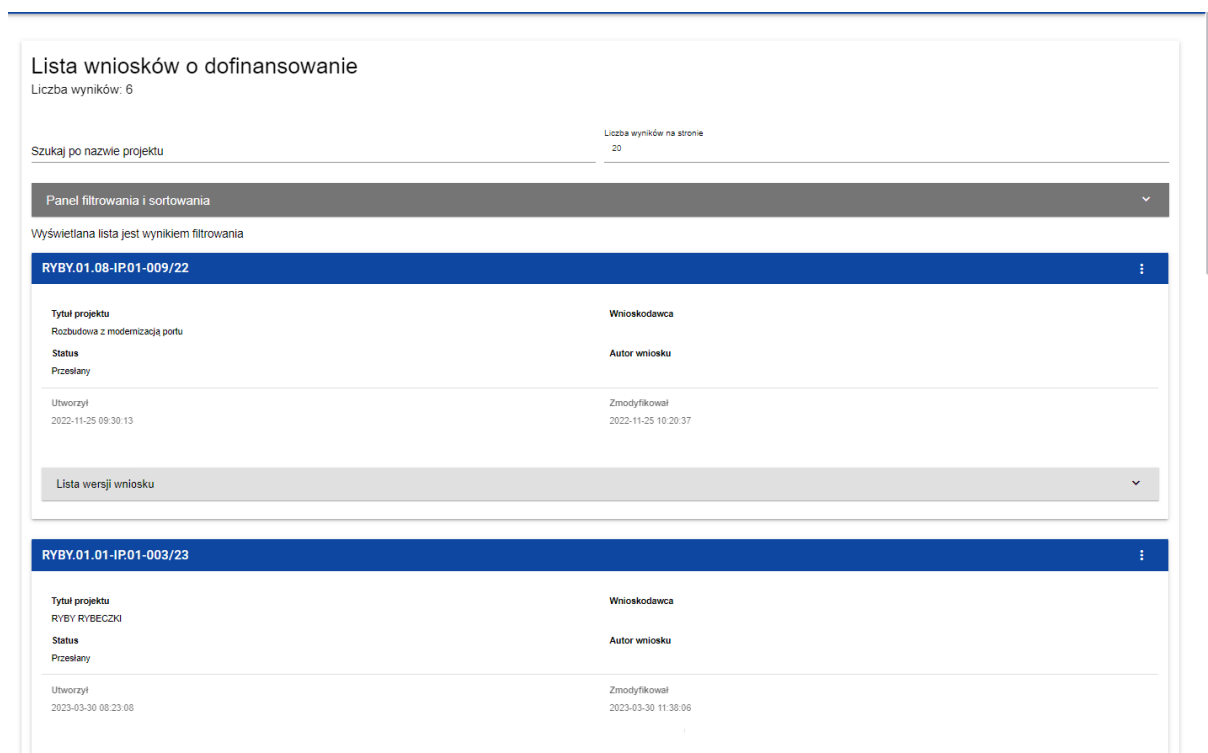 Lista wniosków o dofinansowanie
Liczba wyników: 6
Liczba wyników na stronie
Szukaj po nazwie projektu
20
Panel filtrowania i sortowania
Wyświetlana lista jest wynikiem filtrowania
RYBY.01.08-IP.01-009/22
Tytuł projektu Wnioskodawca
Rozbudowa z modernizacją portu
Status Autor wniosku
Przesłany
Utworzył Zmodyfikował
2022-11-25 09:30:13 2022-11-25 10:20:37
Lista wersji wniosku
RYBY.01.01-IP.01-003/23
Tytuł projektu Wnioskodawca
RYBY RYBECZKI
Status Autor wniosku
Przesłany
Utworzył Zmodyfikował
2023-03-30 08:23:08 2023-03-30 11:38:06